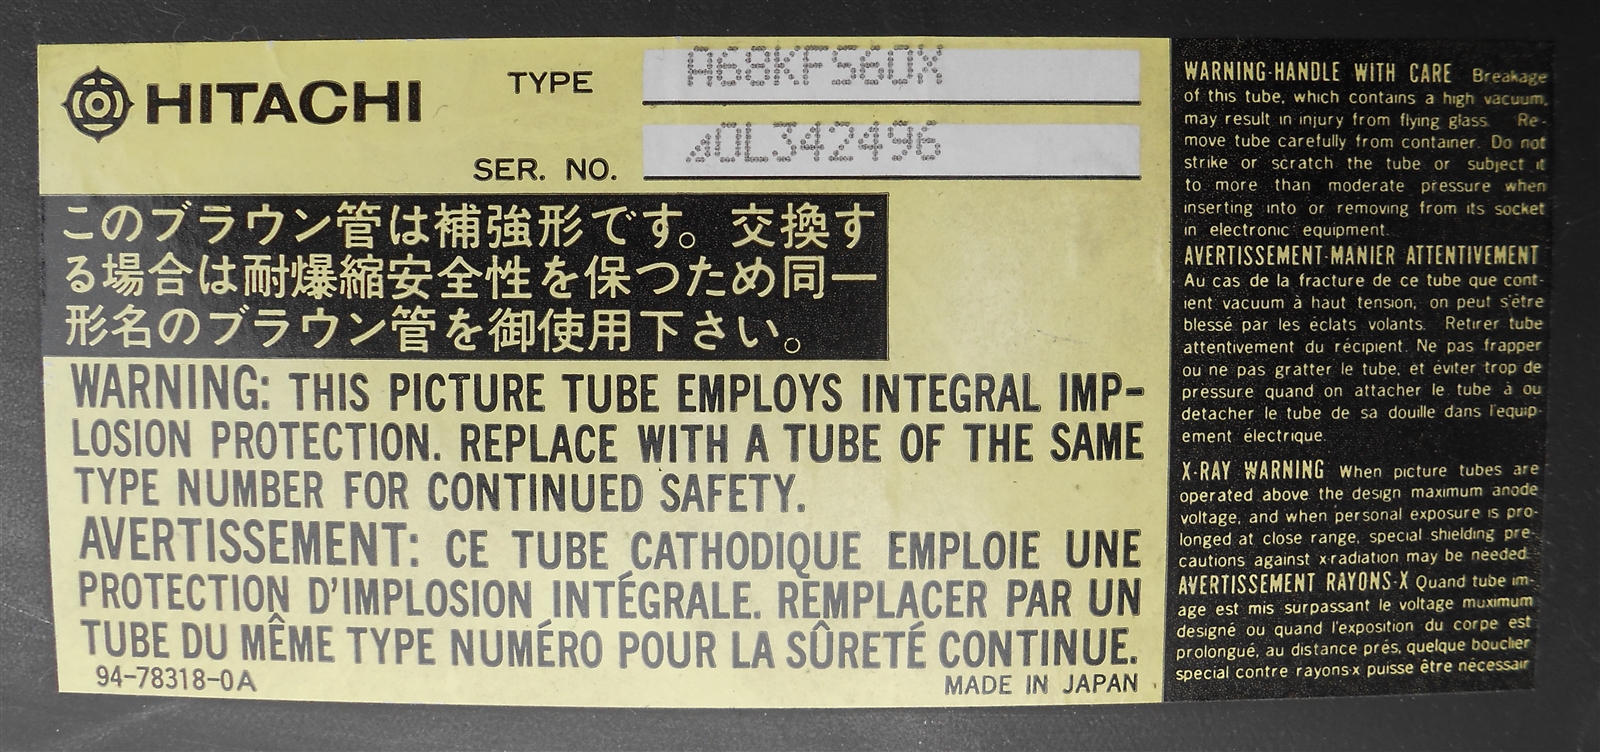 HITACHI
TYPE A68KFS60X
SER. NO. 40L342496
このブラウン管は補強形です。交換す
る場合は耐爆縮安全性を保つため同一
形名のブラウン管を御使用下さい。
WARNING: THIS PICTURE TUBE EMPLOYS INTEGRAL IMP-
LOSION PROTECTION. REPLACE WITH A TUBE OF THE SAME
TYPE NUMBER FOR CONTINUED SAFETY.
AVERTISSEMENT: CE TUBE CATHODIQUE EMPLOIE UNE
PROTECTION D'IMPLOSION INTÉGRALE. REMPLACER PAR UN
TUBE DU MÊME TYPE NUMÉRO POUR LA SÛRETÉ CONTINUE.
94-78318-0A
MADE IN JAPAN
WARNING-HANDLE WITH CARE Breakage
of this tube, which contains a high vacuum,
may result in injury from flying glass. Re-
move tube carefully from container. Do not
strike or scratch the tube or subject it
to more than moderate pressure when
inserting into or removing from its socket
in electronic equipment.
AVERTISSEMENT-MANIER ATTENTIVEMENT
Au cas de la fracture de ce tube que cont-
ient vacuum à haut tension, on peut s'être
blessé par les éclats volants. Retirer tube
attentivement du récipient. Ne pas frapper
ou ne pas gratter le tube, et éviter trop de
pressure quand on attacher le tube à ou
detacher le tube de sa douille dans l'equip-
ement électrique.
X-RAY WARNING When picture tubes are
operated above the design maximum anode
voltage, and when personal exposure is pro-
longed at close range, special shielding pre-
cautions against x-radiation may be needed.
AVERTISSEMENT RAYONS-X Quand tube im-
age est mis surpassant le voltage muximum
designé ou quand l'exposition du corpe est
prolongué, au distance prés, quelque bouclier
special contre rayons-x puisse être nécessair